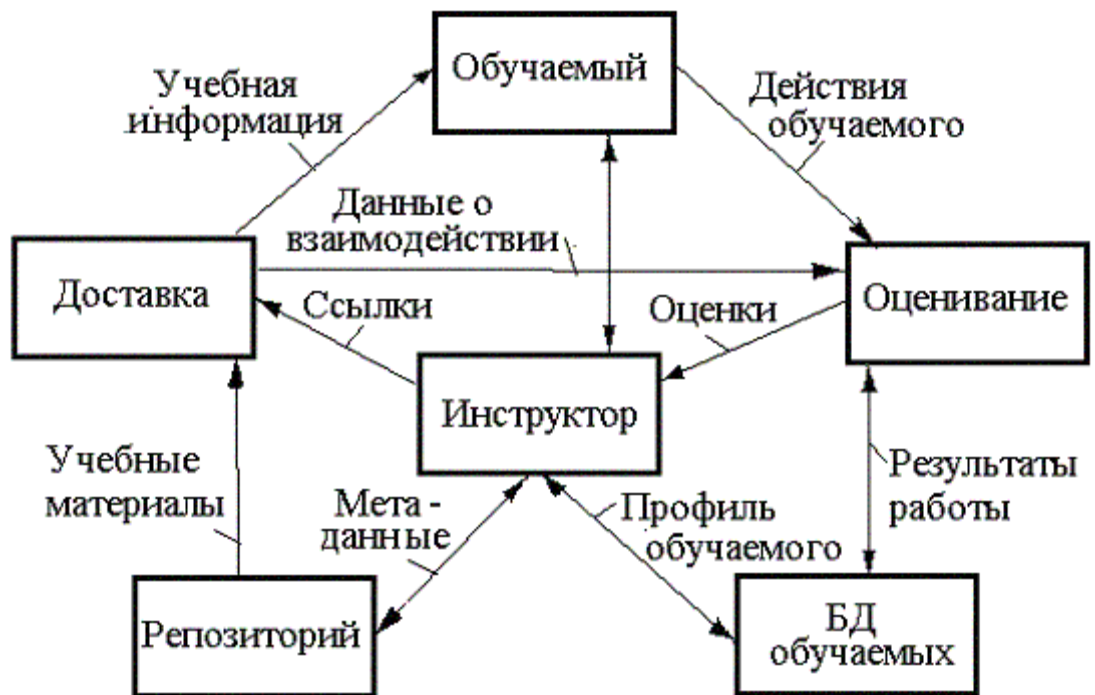 Обучаемый
Учебная
информация
Действия
обучаемого
Данные о
взаимодействии
Доставка
Оценивание
Ссылки
Оценки
Инструктор
Учебные
материалы
Мета -
данные
Профиль
обучаемого
Результаты
работы
Репозиторий
БД
обучаемых